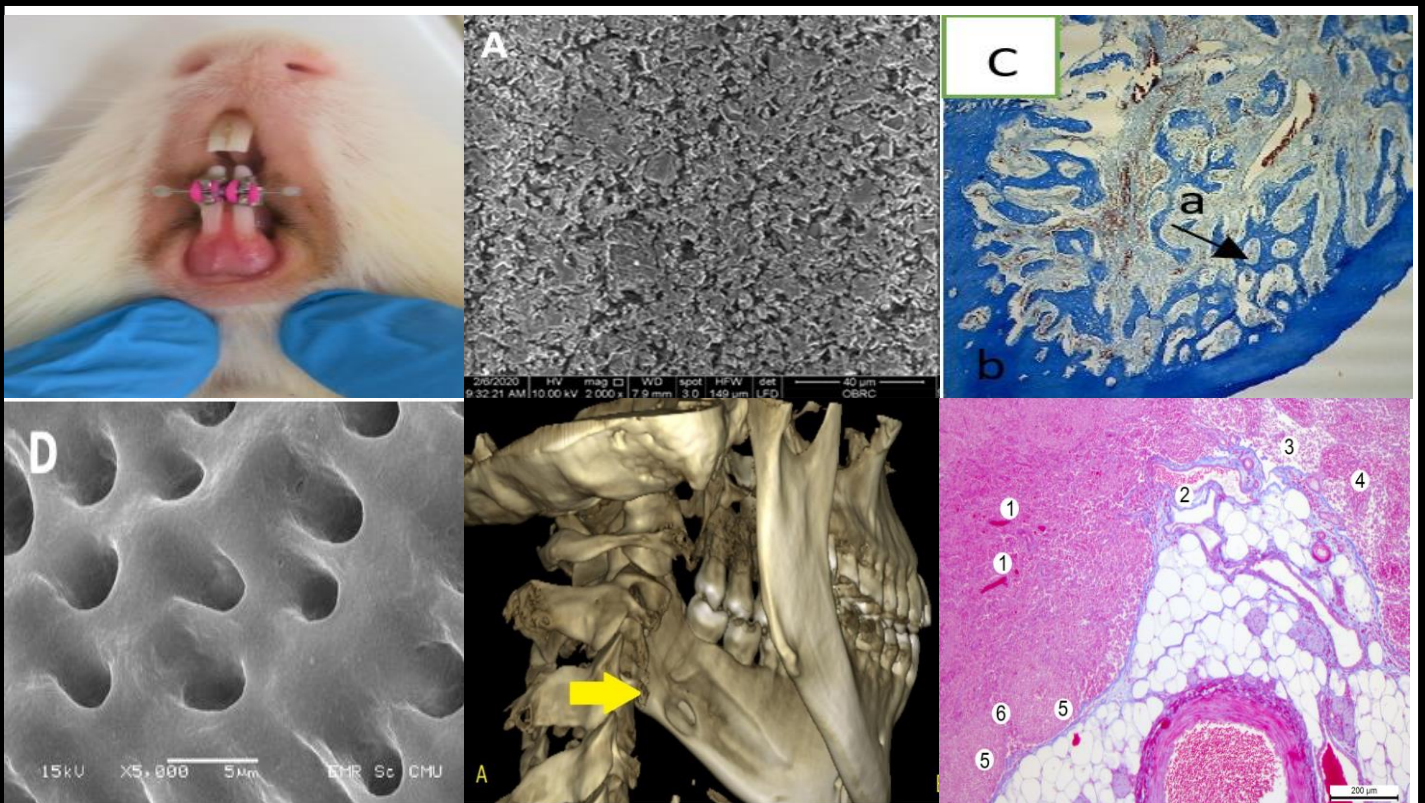 A
2/6/2020 HV mag □ WD spot HFW det 40 µm
9:32:21 AM 10.00 kV 2 000 x 7.9 mm 3.0 149 µm LFD OBRC
C
a
b
D
15kV X5,000 5µm EMR Sc CMU
A
3
4
2
1
1
5
6
5
200 µm